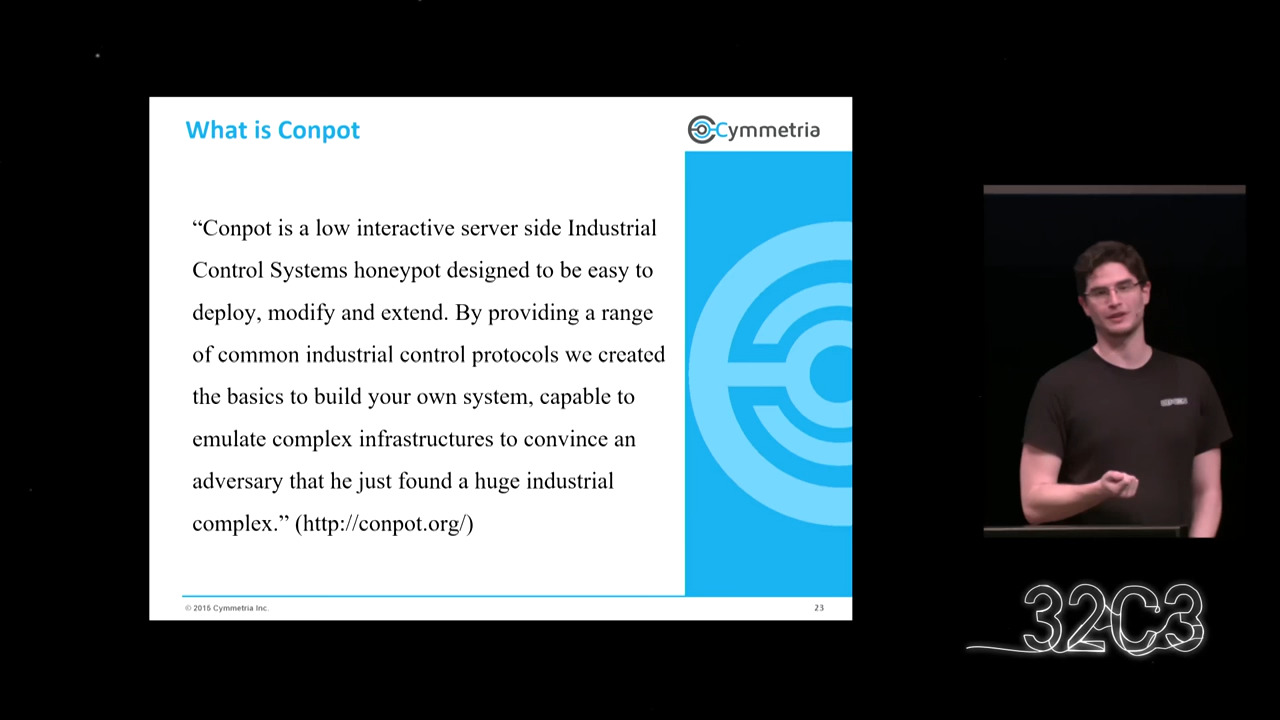 What is Conpot
Cymmetria
“Conpot is a low interactive server side Industrial
Control Systems honeypot designed to be easy to
deploy, modify and extend. By providing a range
of common industrial control protocols we created
the basics to build your own system, capable to
emulate complex infrastructures to convince an
adversary that he just found a huge industrial
complex.” (http://conpot.org/)
© 2015 Cymmetria Inc.
23
32C3